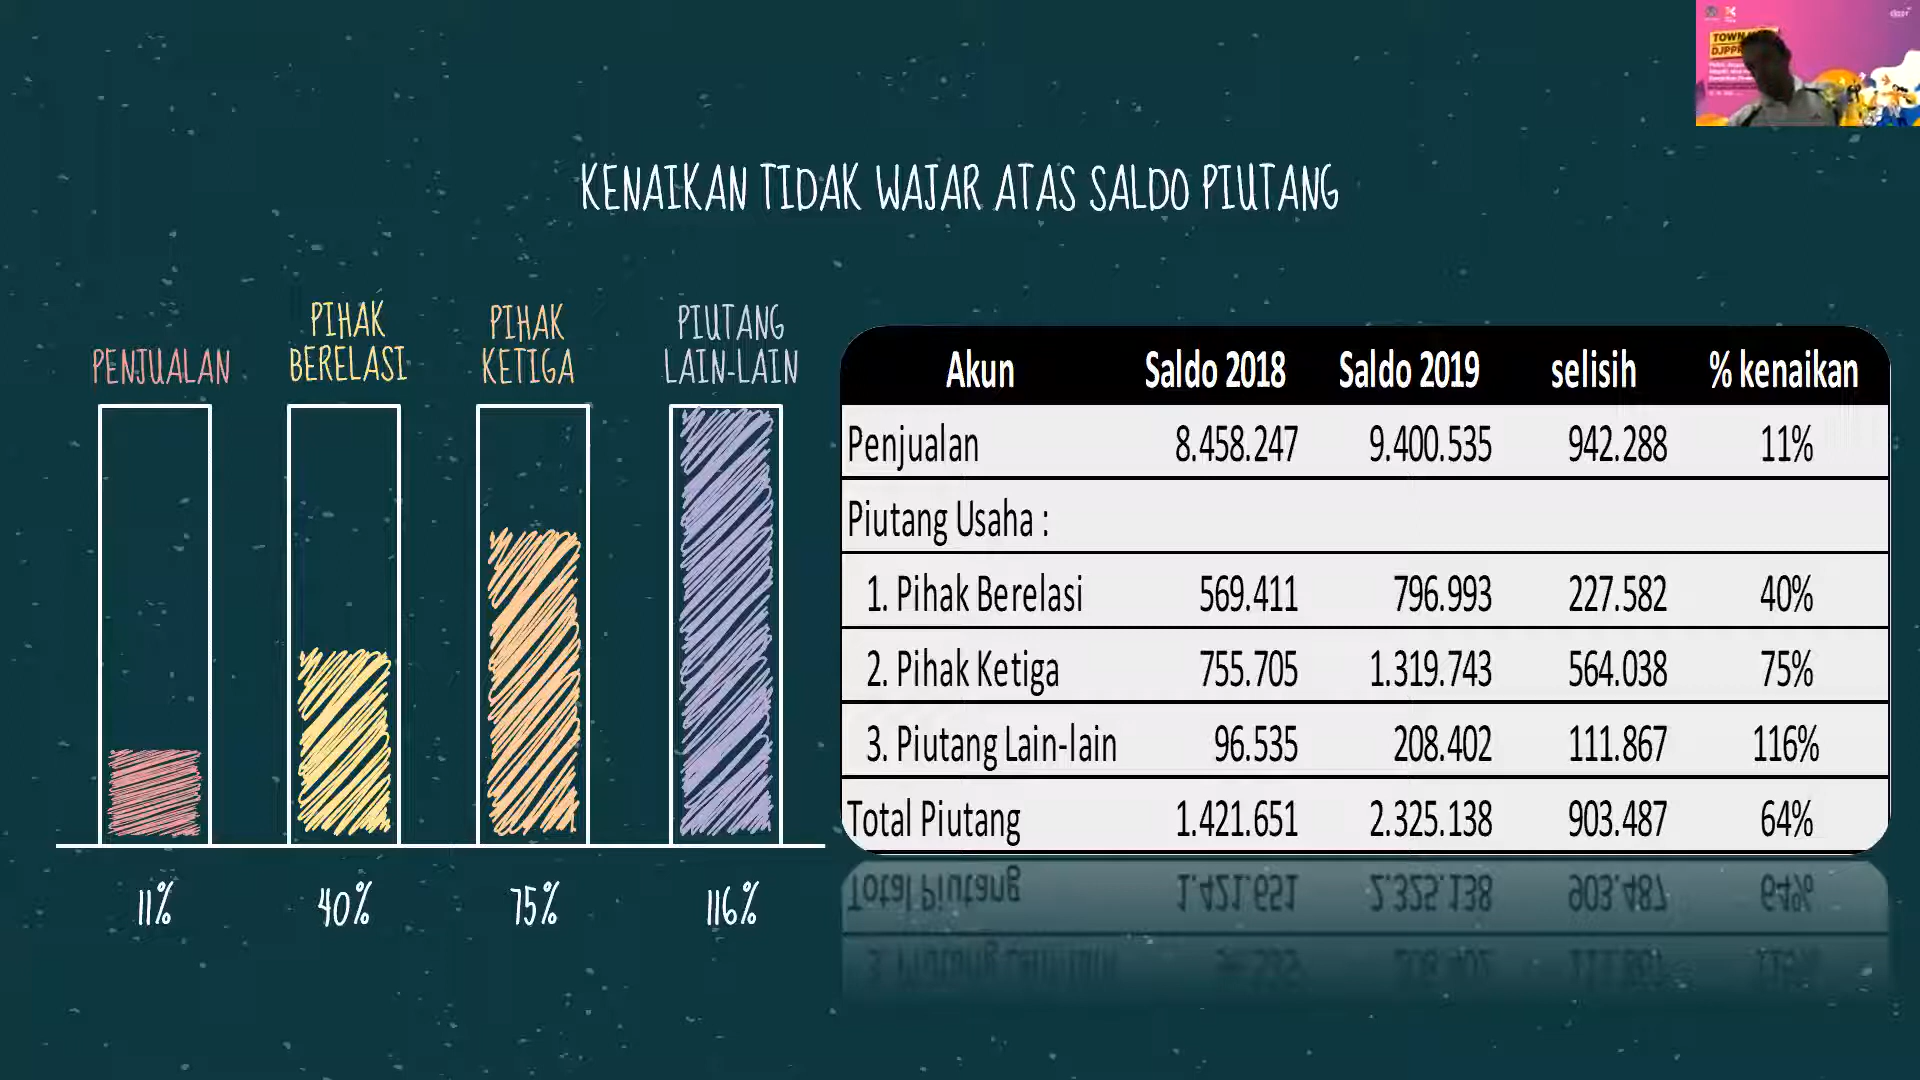 TOWN
DJPPR
KENAIKAN TIDAK WAJAR ATAS SALDO PIUTANG
PENJUALAN
PIHAK
BERELASI
PIHAK
KETIGA
PIUTANG
LAIN-LAIN
11%
40%
75%
116%
Akun Saldo 2018 Saldo 2019 selisih % kenaikan
Penjualan 8.458.247 9.400.535 942.288 11%
Piutang Usaha :
1. Pihak Berelasi 569.411 796.993 227.582 40%
2. Pihak Ketiga 755.705 1.319.743 564.038 75%
3. Piutang Lain-lain 96.535 208.402 111.867 116%
Total Piutang 1.421.651 2.325.138 903.487 64%